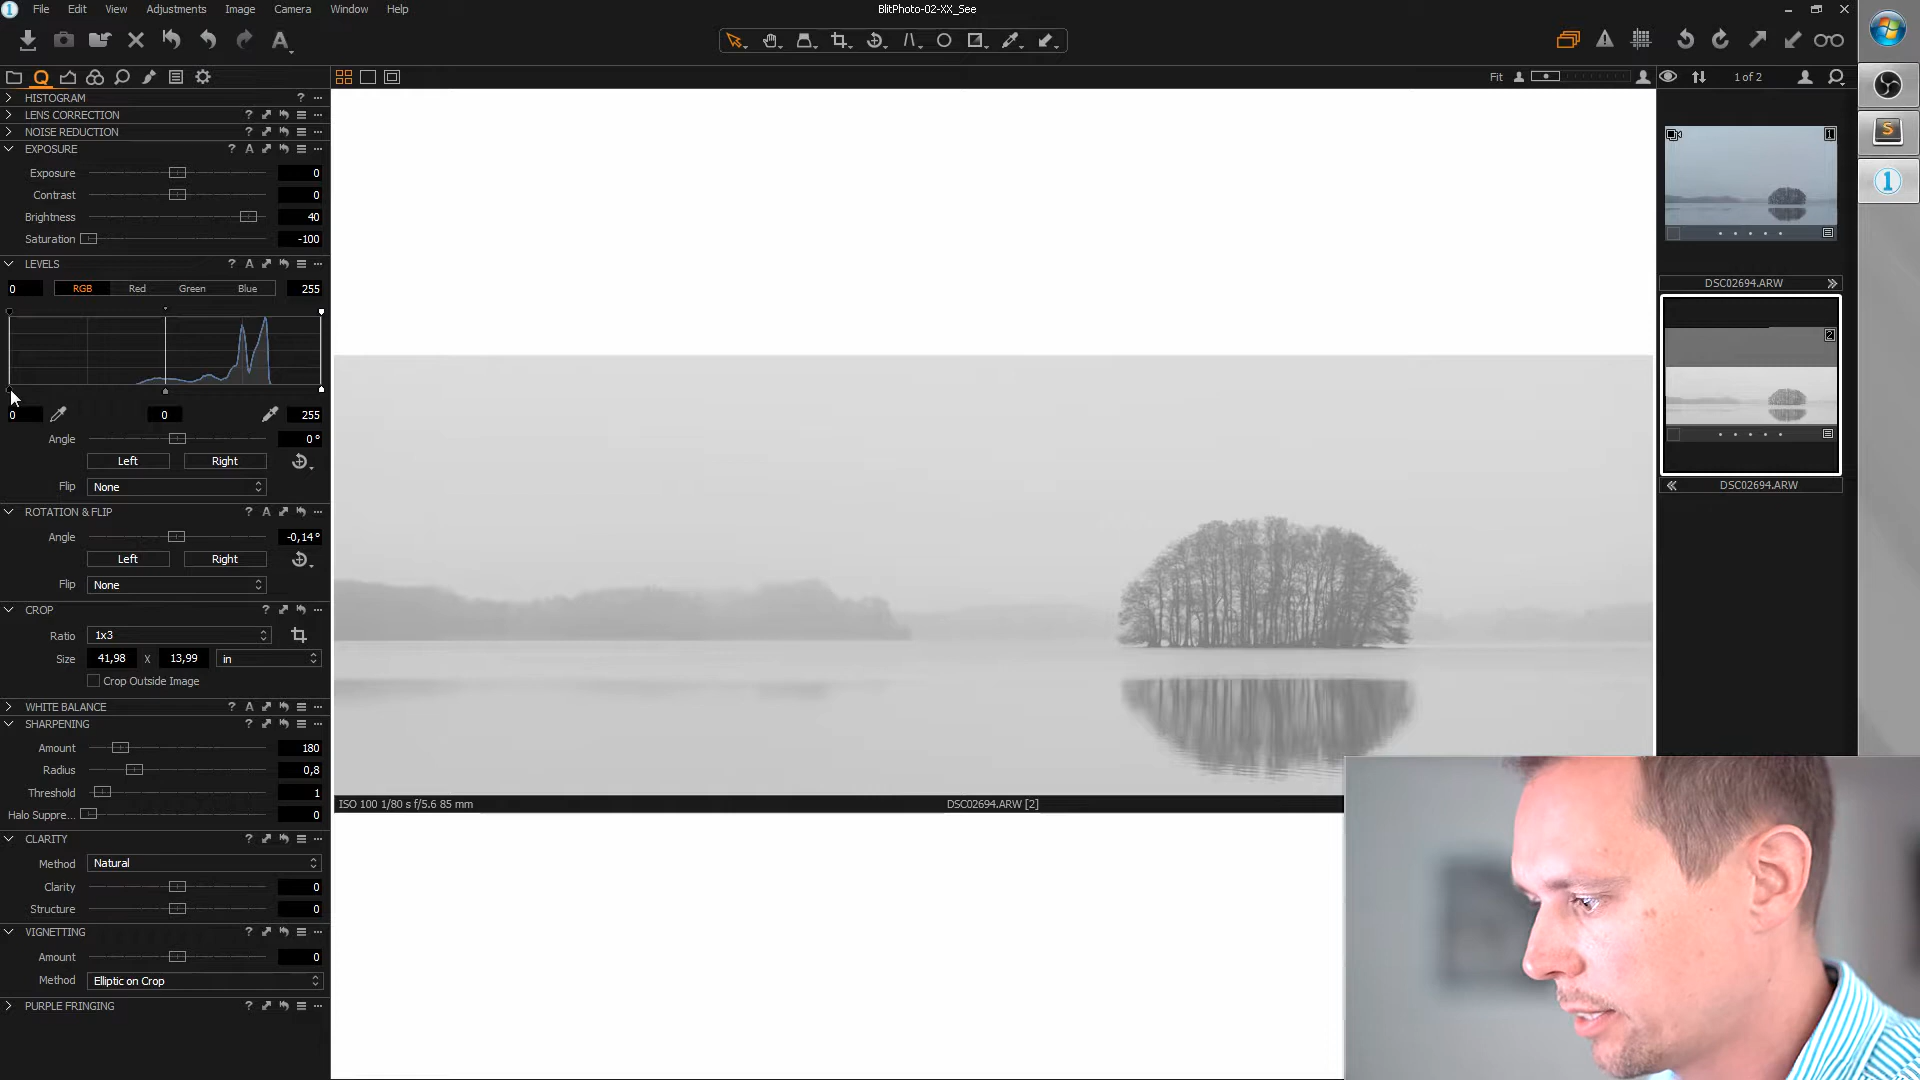 File Edit View Adjustments Image Camera Window Help
BlitPhoto-02-XX_See
Fit
1 of 2
HISTOGRAM
LENS CORRECTION
NOISE REDUCTION
EXPOSURE
Exposure 0
Contrast 0
Brightness 40
Saturation -100
LEVELS
0 RGB Red Green Blue 255
0 0 255
Angle 0°
Left Right
Flip None
ROTATION & FLIP
Angle -0,14°
Left Right
Flip None
CROP
Ratio 1x3
Size 41,98 X 13,99 in
Crop Outside Image
WHITE BALANCE
SHARPENING
Amount 180
Radius 0,8
Threshold 1
Halo Suppre... 0
CLARITY
Method Natural
Clarity 0
Structure 0
VIGNETTING
Amount 0
Method Elliptic on Crop
PURPLE FRINGING
ISO 100 1/80 s f/5.6 85 mm
DSC02694.ARW [2]
1
DSC02694.ARW
2
DSC02694.ARW
S
1